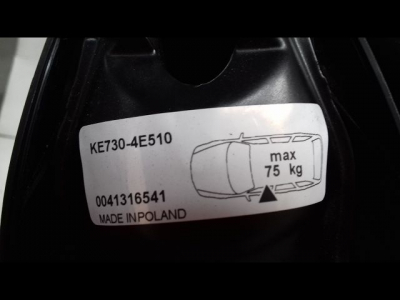 KE730-4E510
max
75 kg
0041316541
MADE IN POLAND